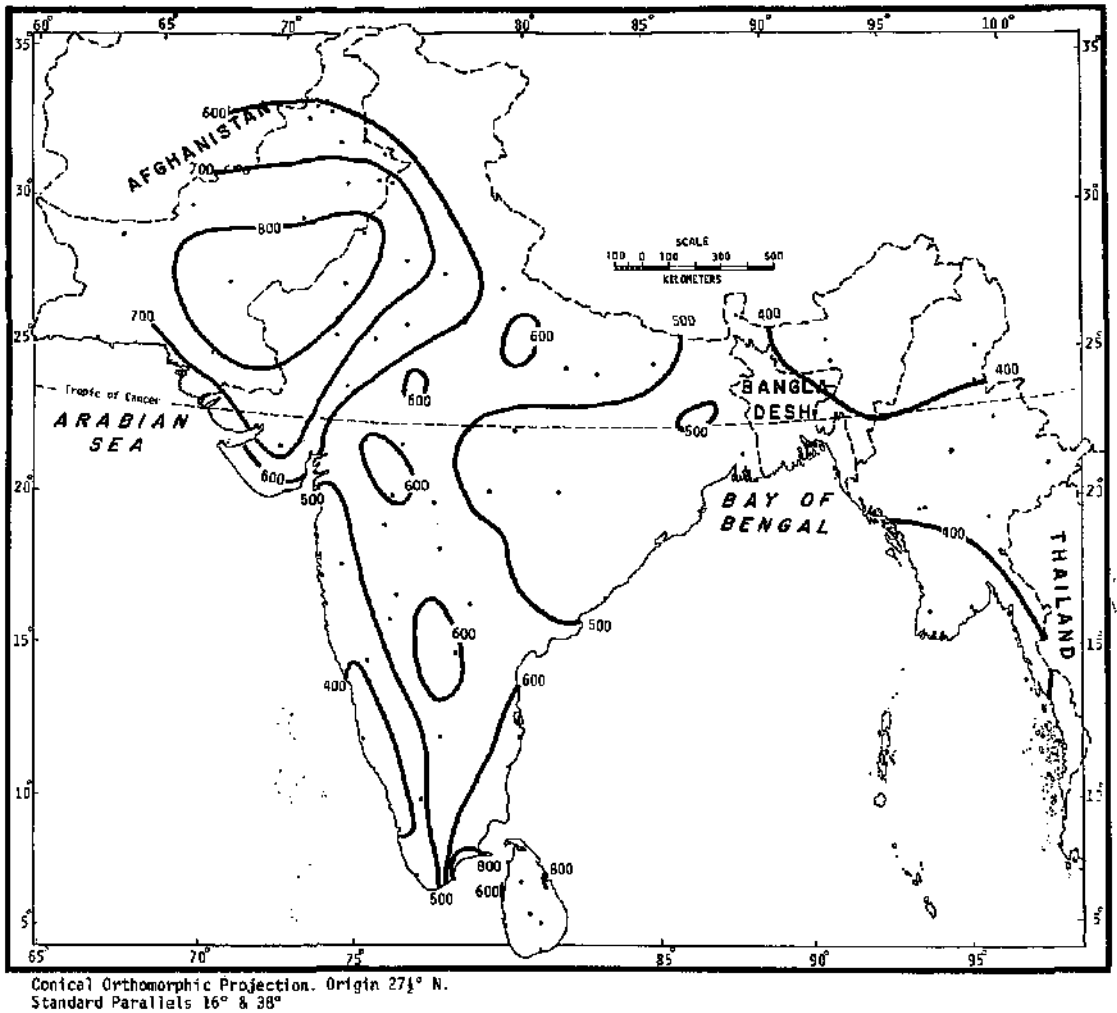 60° 65° 70° 80° 90° 95° 100°
35° 35°
600
AFGHANISTAN
700
30° 30°
800
SCALE
100 0 100 300 500
KILOMETERS
700 400
500
25° 600 25°
400
600 BANGLA
DESH
Tropic of Cancer
500
ARABIAN
SEA
600
600
20° 500 20°
BAY OF
BENGAL
400
THAILAND
500
15° 600 15°
400 600
10°
800 800
600
500
5° 5°
65° 70° 75° 80° 85° 90° 95°
Conical Orthomorphic Projection. Origin 27½° N.
Standard Parallels 16° & 38°